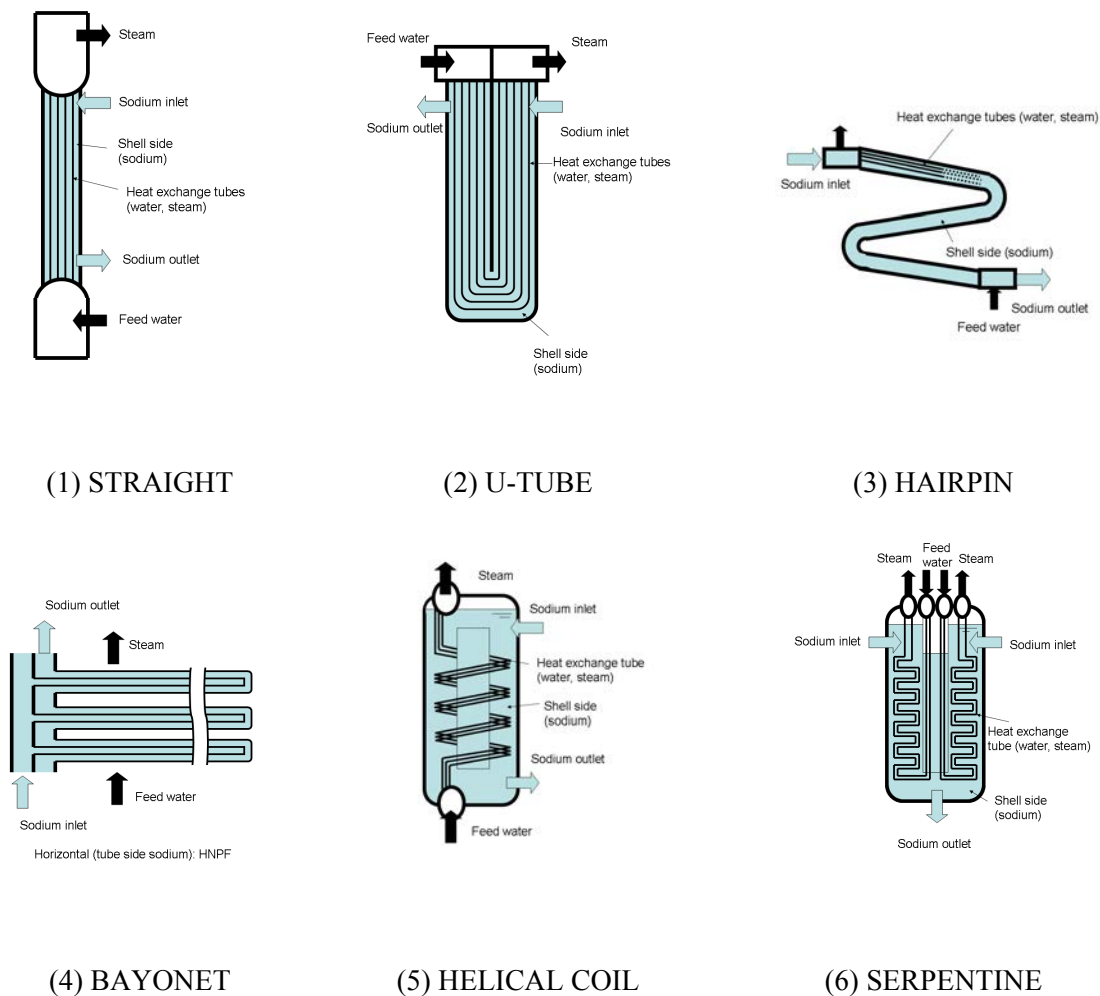 Steam
Sodium inlet
Shell side
(sodium)
Heat exchange tubes
(water, steam)
Sodium outlet
Feed water
(1) STRAIGHT
Feed water
Steam
Sodium outlet
Sodium inlet
Heat exchange tubes
(water, steam)
Shell side
(sodium)
(2) U-TUBE
Heat exchange tubes (water, steam)
Sodium inlet
Shell side (sodium)
Sodium outlet
Feed water
(3) HAIRPIN
Sodium outlet
Steam
Feed water
Sodium inlet
Horizontal (tube side sodium): HNPF
(4) BAYONET
Steam
Sodium inlet
Heat exchange tube
(water, steam)
Shell side
(sodium)
Sodium outlet
Feed water
(5) HELICAL COIL
Steam
Feed
water
Steam
Sodium inlet
Sodium inlet
Heat exchange
tube (water, steam)
Shell side
(sodium)
Sodium outlet
(6) SERPENTINE